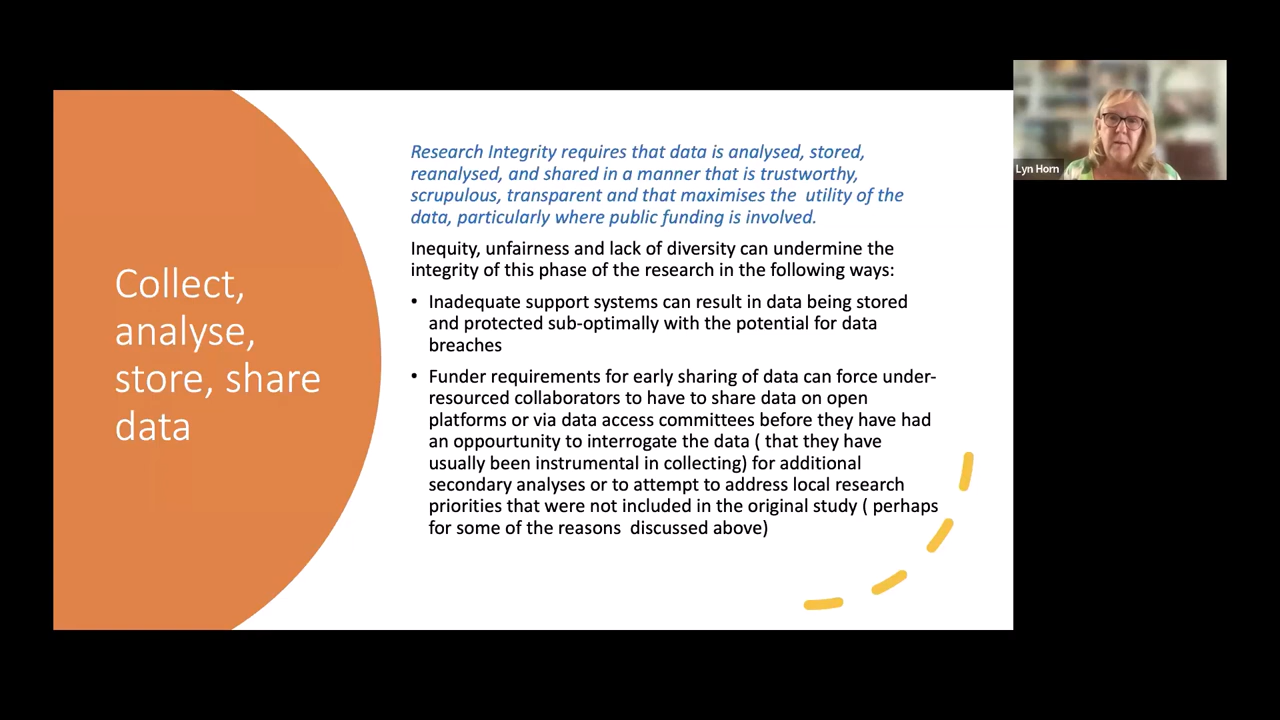 Collect,
analyse,
store, share
data
Research Integrity requires that data is analysed, stored,
reanalysed, and shared in a manner that is trustworthy,
scrupulous, transparent and that maximises the  utility of the
data, particularly where public funding is involved.
Inequity, unfairness and lack of diversity can undermine the
integrity of this phase of the research in the following ways:
• Inadequate support systems can result in data being stored
and protected sub-optimally with the potential for data
breaches
• Funder requirements for early sharing of data can force under-
resourced collaborators to have to share data on open
platforms or via data access committees before they have had
an oppourtunity to interrogate the data ( that they have
usually been instrumental in collecting) for additional
secondary analyses or to attempt to address local research
priorities that were not included in the original study ( perhaps
for some of the reasons  discussed above)
Lyn Horn